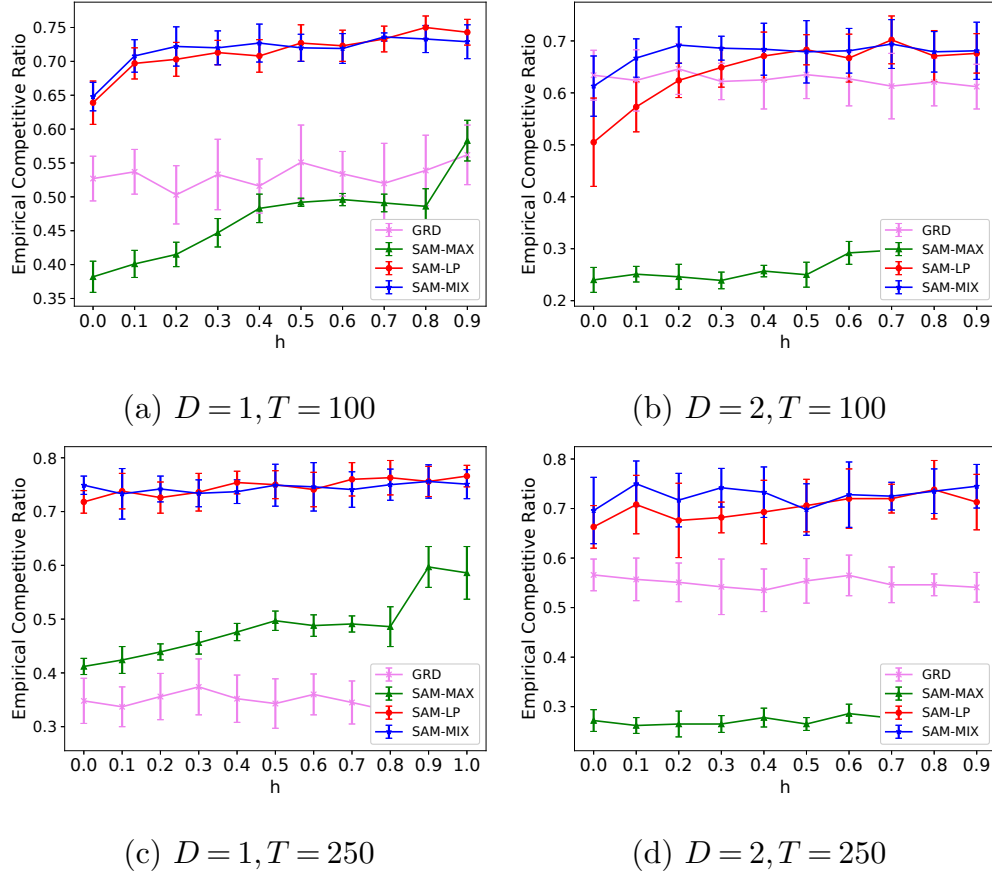 Empirical Competitive Ratio
0.75
0.70
0.65
0.60
0.55
0.50
0.45
0.40
0.35
GRD
SAM-MAX
SAM-LP
SAM-MIX
0.0 0.1 0.2 0.3 0.4 0.5 0.6 0.7 0.8 0.9
h
(a) D = 1, T = 100
Empirical Competitive Ratio
0.7
0.6
0.5
0.4
0.3
0.2
GRD
SAM-MAX
SAM-LP
SAM-MIX
0.0 0.1 0.2 0.3 0.4 0.5 0.6 0.7 0.8 0.9
h
(b) D = 2, T = 100
Empirical Competitive Ratio
0.8
0.7
0.6
0.5
0.4
0.3
GRD
SAM-MAX
SAM-LP
SAM-MIX
0.0 0.1 0.2 0.3 0.4 0.5 0.6 0.7 0.8 0.9 1.0
h
(c) D = 1, T = 250
Empirical Competitive Ratio
0.8
0.7
0.6
0.5
0.4
0.3
GRD
SAM-MAX
SAM-LP
SAM-MIX
0.0 0.1 0.2 0.3 0.4 0.5 0.6 0.7 0.8 0.9
h
(d) D = 2, T = 250